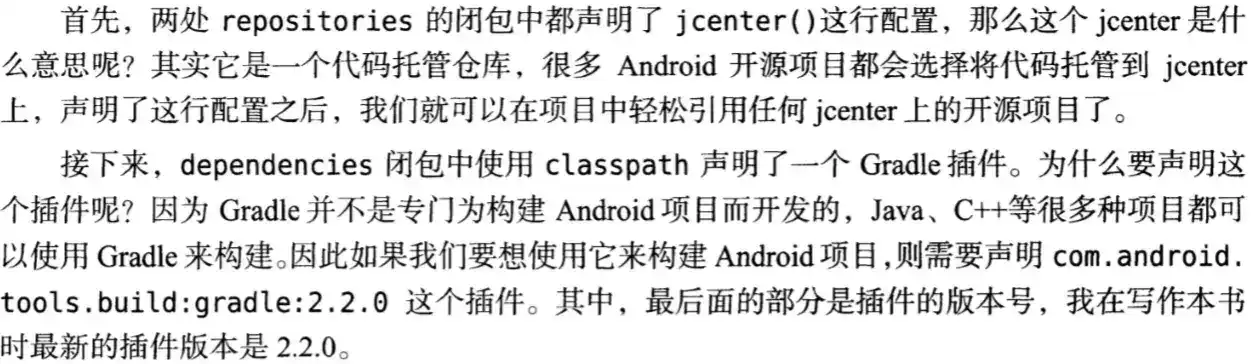 首先，两处 repositories 的闭包中都声明了 jcenter()这行配置，那么这个 jcenter 是什
么意思呢？其实它是一个代码托管仓库，很多 Android 开源项目都会选择将代码托管到 jcenter
上，声明了这行配置之后，我们就可以在项目中轻松引用任何 jcenter 上的开源项目了。
接下来，dependencies 闭包中使用 classpath 声明了一个 Gradle 插件。为什么要声明这
个插件呢？因为 Gradle 并不是专门为构建 Android 项目而开发的，Java、C++等很多种项目都可
以使用 Gradle 来构建。因此如果我们要想使用它来构建 Android 项目，则需要声明 com.android.
tools.build:gradle:2.2.0 这个插件。其中，最后面的部分是插件的版本号，我在写作本书
时最新的插件版本是 2.2.0。